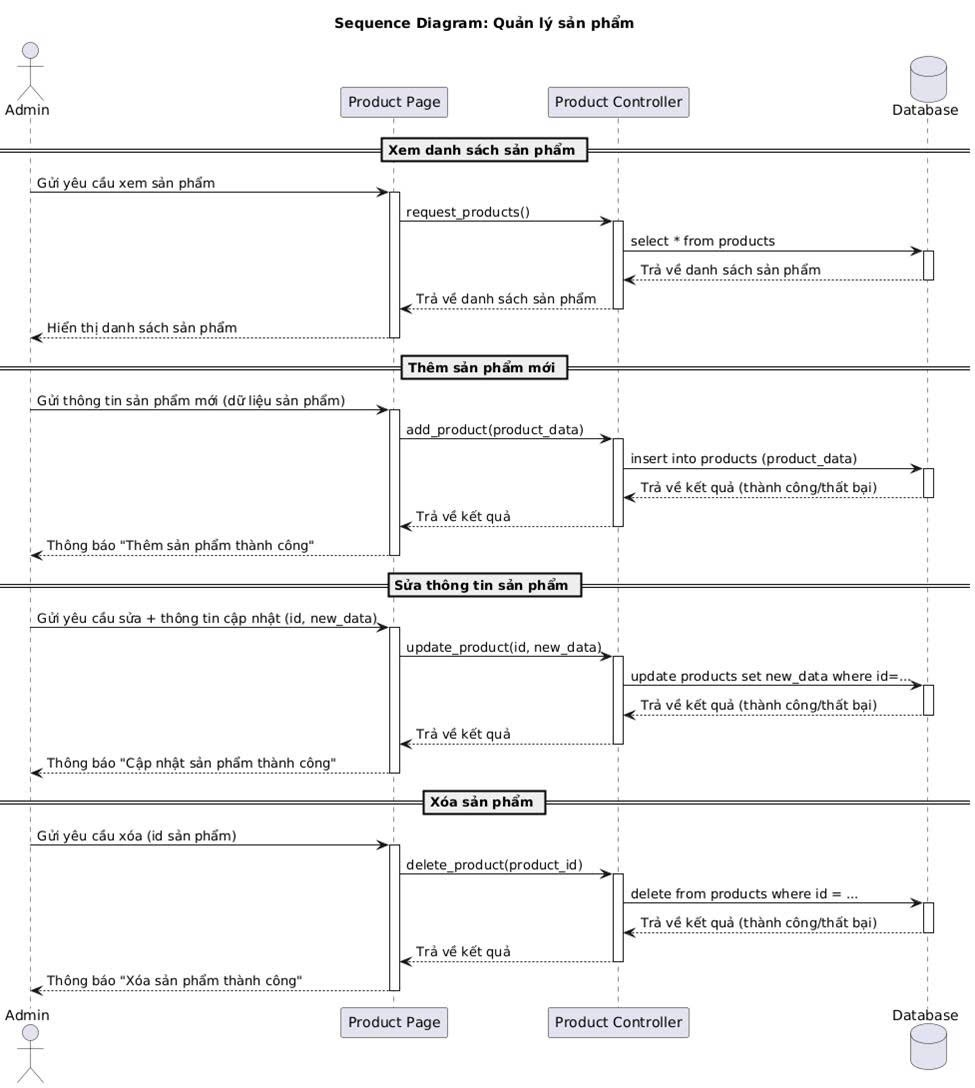 Sequence Diagram: Quản lý sản phẩm
Admin
Product Page
Product Controller
Database
Xem danh sách sản phẩm
Gửi yêu cầu xem sản phẩm
request_products()
select * from products
Trả về danh sách sản phẩm
Trả về danh sách sản phẩm
Hiển thị danh sách sản phẩm
Thêm sản phẩm mới
Gửi thông tin sản phẩm mới (dữ liệu sản phẩm)
add_product(product_data)
insert into products (product_data)
Trả về kết quả (thành công/thất bại)
Trả về kết quả
Thông báo "Thêm sản phẩm thành công"
Sửa thông tin sản phẩm
Gửi yêu cầu sửa + thông tin cập nhật (id, new_data)
update_product(id, new_data)
update products set new_data where id=...
Trả về kết quả (thành công/thất bại)
Trả về kết quả
Thông báo "Cập nhật sản phẩm thành công"
Xóa sản phẩm
Gửi yêu cầu xóa (id sản phẩm)
delete_product(product_id)
delete from products where id = ...
Trả về kết quả (thành công/thất bại)
Trả về kết quả
Thông báo "Xóa sản phẩm thành công"
Admin
Product Page
Product Controller
Database